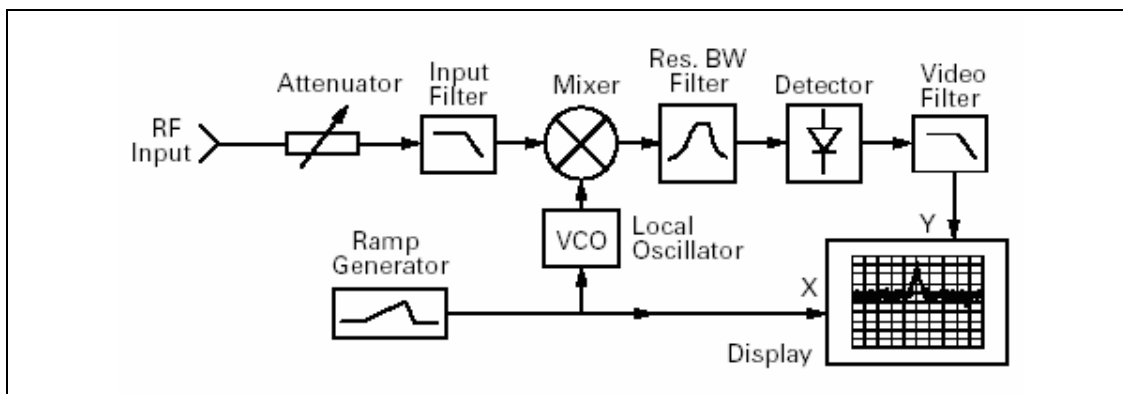 Attenuator
Input
Filter
Mixer
Res. BW
Filter
Detector
Video
Filter
RF
Input
VCO
Local
Oscillator
Ramp
Generator
Y
X
Display